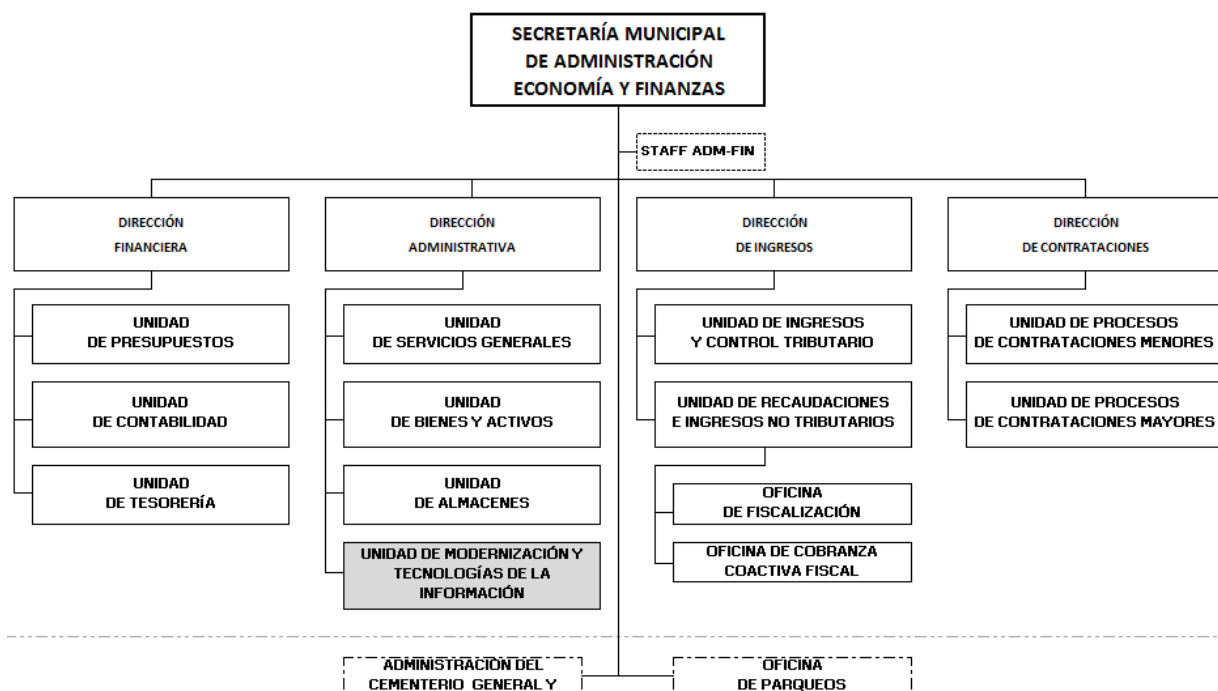 SECRETARÍA MUNICIPAL
DE ADMINISTRACIÓN
ECONOMÍA Y FINANZAS
STAFF ADM-FIN
DIRECCIÓN
FINANCIERA
DIRECCIÓN
ADMINISTRATIVA
DIRECCIÓN
DE INGRESOS
DIRECCIÓN
DE CONTRATACIONES
UNIDAD
DE PRESUPUESTOS
UNIDAD
DE CONTABILIDAD
UNIDAD
DE TESORERÍA
UNIDAD
DE SERVICIOS GENERALES
UNIDAD
DE BIENES Y ACTIVOS
UNIDAD
DE ALMACENES
UNIDAD DE MODERNIZACIÓN Y
TECNOLOGÍAS DE LA
INFORMACIÓN
UNIDAD DE INGRESOS
Y CONTROL TRIBUTARIO
UNIDAD DE RECAUDACIONES
E INGRESOS NO TRIBUTARIOS
OFICINA
DE FISCALIZACIÓN
OFICINA DE COBRANZA
COACTIVA FISCAL
UNIDAD DE PROCESOS
DE CONTRATACIONES MENORES
UNIDAD DE PROCESOS
DE CONTRATACIONES MAYORES
ADMINISTRACIÓN DEL
CEMENTERIO GENERAL Y
OFICINA
DE PARQUEOS